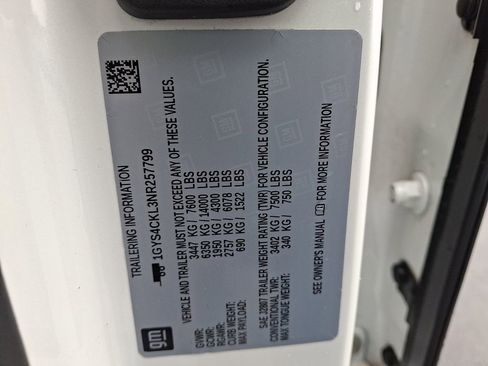 gm
TRAILERING INFORMATION
1GYS4CKL3NR257799
VEHICLE AND TRAILER MUST NOT EXCEED ANY OF THESE VALUES.
GVWR: 3447 KG / 7600 LBS
GCWR: 6350 KG / 14000 LBS
RGAWR: 1950 KG / 4300 LBS
CURB WEIGHT: 2757 KG / 6078 LBS
MAX PAYLOAD: 690 KG / 1522 LBS
SAE J2807 TRAILER WEIGHT RATING (TWR) FOR VEHICLE CONFIGURATION.
CONVENTIONAL TWR: 3402 KG / 7500 LBS
MAX TONGUE WEIGHT: 340 KG / 750 LBS
SEE OWNER'S MANUAL FOR MORE INFORMATION